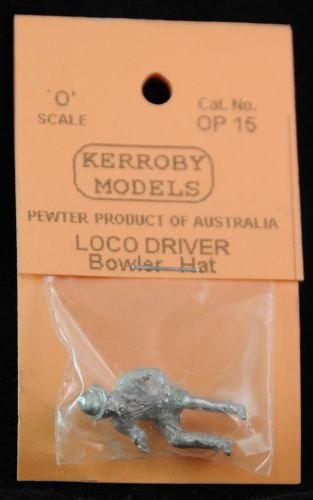 'O' SCALE
Cat. No. OP 15
KERROBY
MODELS
PEWTER PRODUCT OF AUSTRALIA
LOCO DRIVER
Bowler Hat